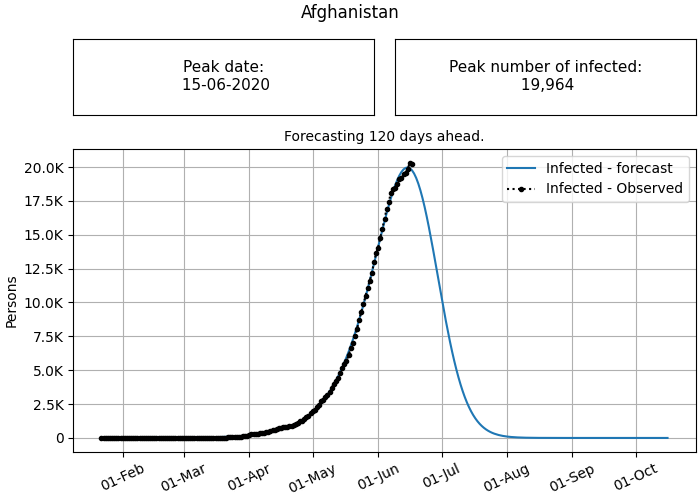 Afghanistan
Peak date:
15-06-2020
Peak number of infected:
19,964
Forecasting 120 days ahead.
Infected - forecast
Infected - Observed
Persons
20.0K
17.5K
15.0K
12.5K
10.0K
7.5K
5.0K
2.5K
0
01-Feb
01-Mar
01-Apr
01-May
01-Jun
01-Jul
01-Aug
01-Sep
01-Oct